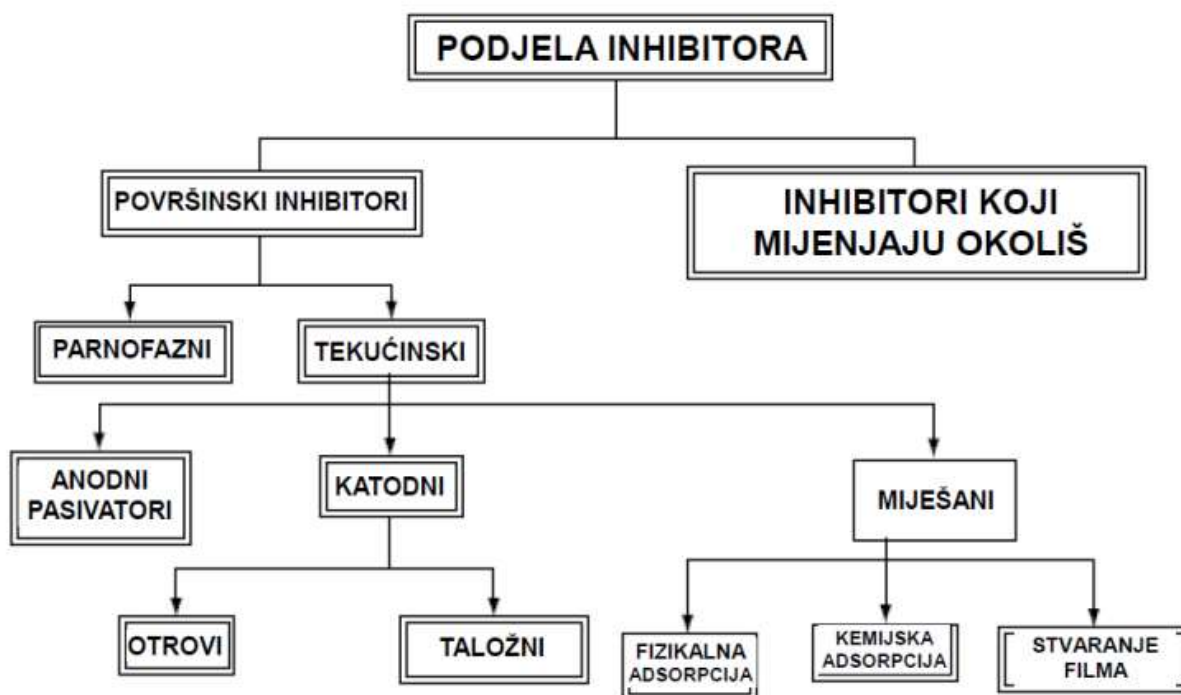 PODJELA INHIBITORA
POVRŠINSKI INHIBITORI
INHIBITORI KOJI
MIJENJAJU OKOLIŠ
PARNOFAZNI
TEKUĆINSKI
ANODNI
PASIVATORI
KATODNI
MIJEŠANI
OTROVI
TALOŽNI
FIZIKALNA
ADSORPCIJA
KEMIJSKA
ADSORPCIJA
STVARANJE
FILMA